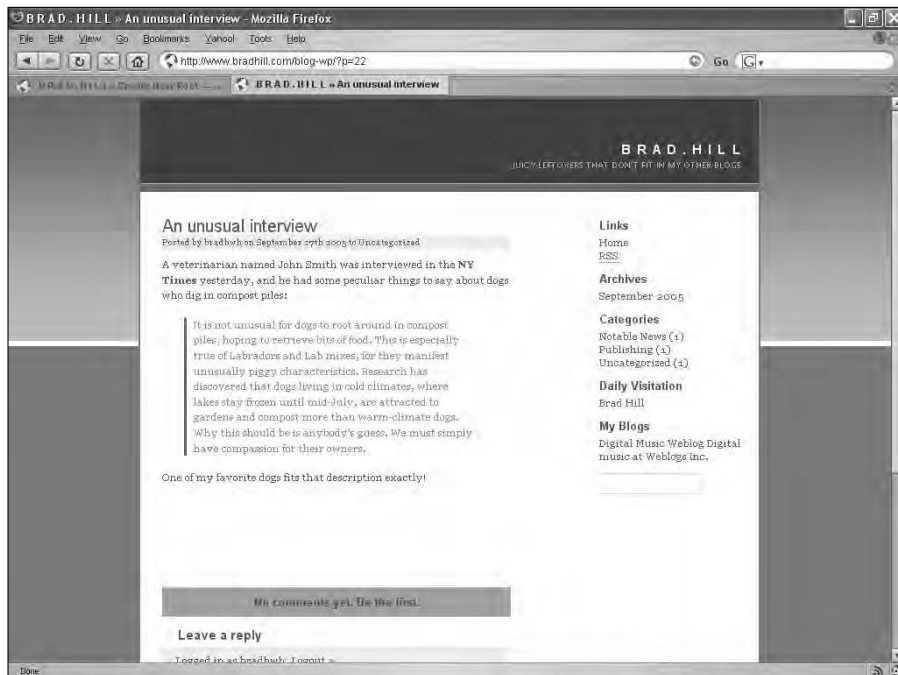 BRAD.HILL » An unusual interview - Mozilla Firefox
File Edit View Go Bookmarks Yahoo! Tools Help
http://www.bradhill.com/blog-wp/?p=22
Go
G
BRAD.HILL » An unusual interview
BRAD.HILL
JUICY LEFTOVERS THAT DON'T FIT IN MY OTHER BLOGS
An unusual interview
Posted by bradhwh on September 27th 2005 to Uncategorized
A veterinarian named John Smith was interviewed in the NY
Times yesterday, and he had some peculiar things to say about dogs
who dig in compost piles:
It is not unusual for dogs to root around in compost
piles, hoping to retrieve bits of food. This is especially
true of Labradors and Lab mixes, for they manifest
unusually piggy characteristics. Research has
discovered that dogs living in cold climates, where
lakes stay frozen until mid-July, are attracted to
gardens and compost more than warm-climate dogs.
Why this should be is anybody's guess. We must simply
have compassion for their owners.
One of my favorite dogs fits that description exactly!
No comments yet. Be the first.
Leave a reply
Logged in as bradhwh. Logout »
Links
Home
RSS
Archives
September 2005
Categories
Notable News (1)
Publishing (1)
Uncategorized (1)
Daily Visitation
Brad Hill
My Blogs
Digital Music Weblog Digital
music at Weblogs Inc.
Done